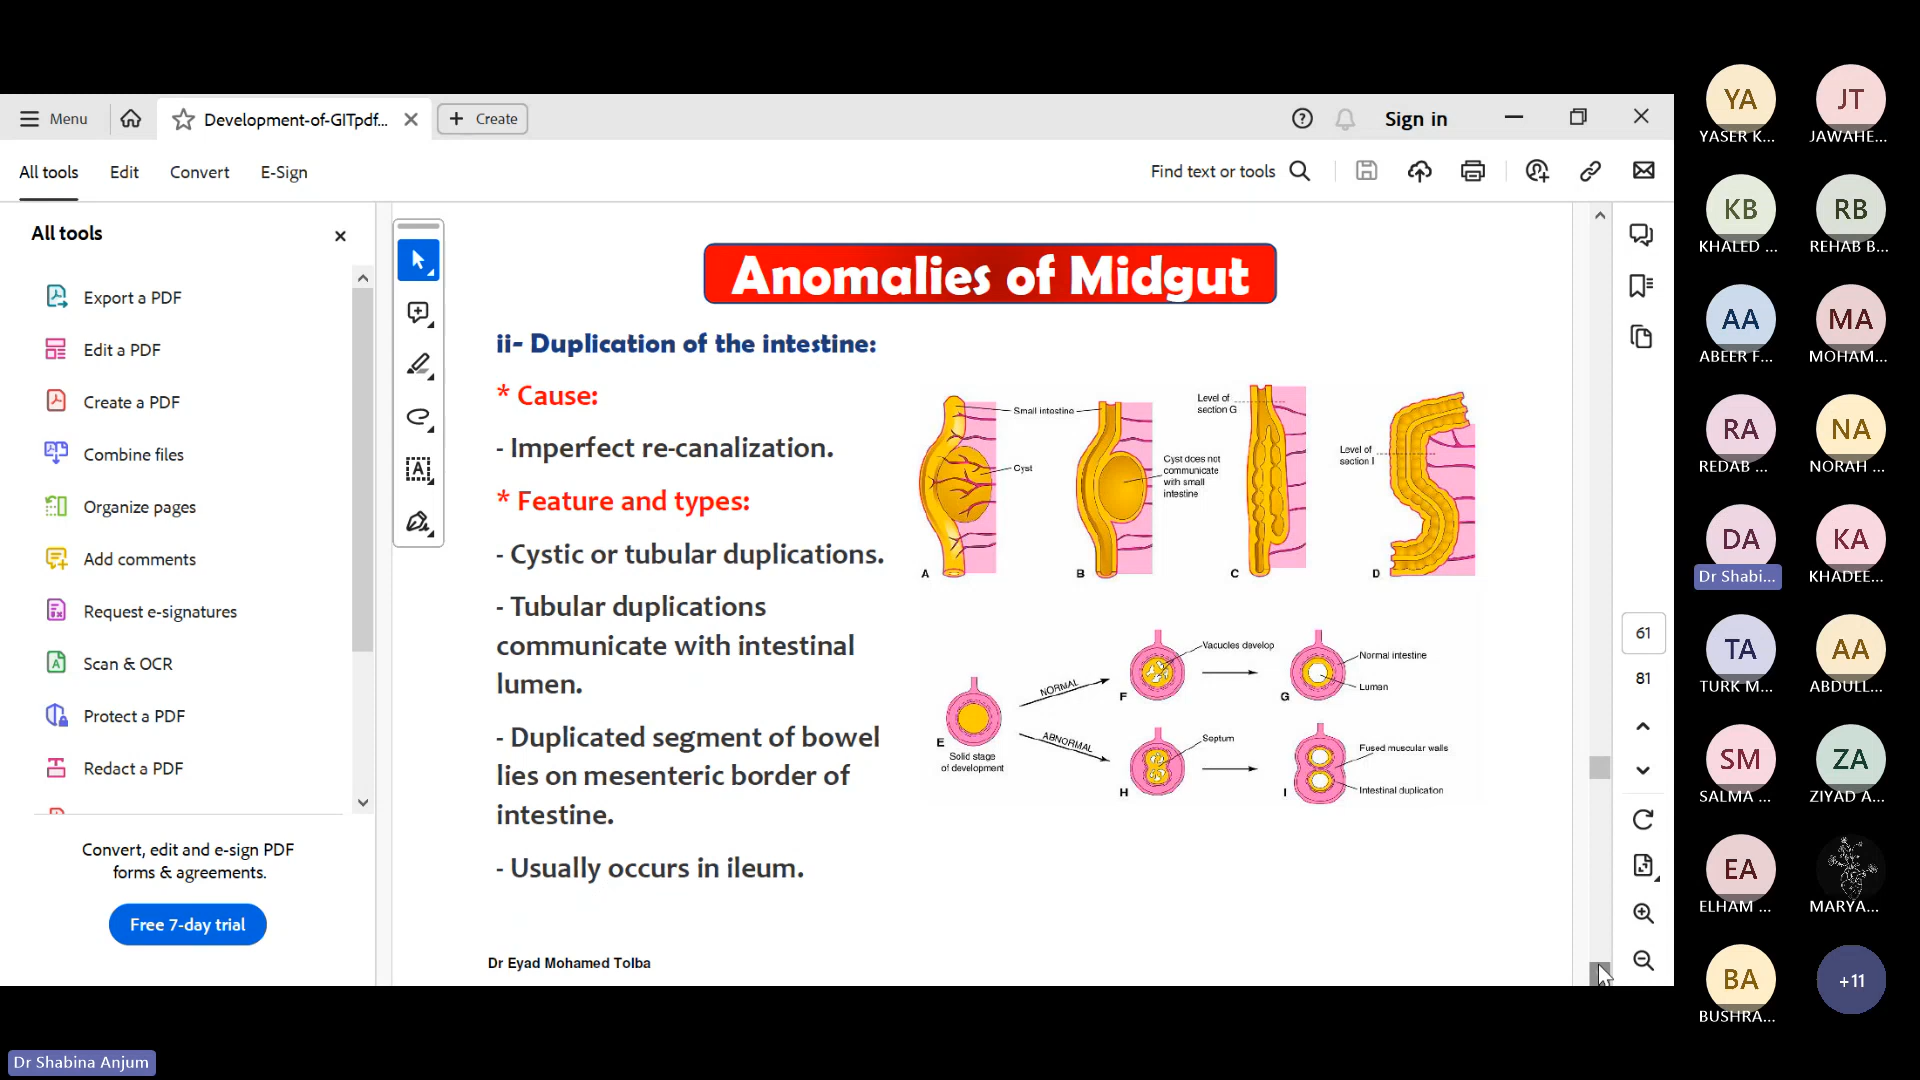 Menu
Development-of-GITpdf...
Create
Sign in
All tools
Edit
Convert
E-Sign
Find text or tools
All tools
Export a PDF
Edit a PDF
Create a PDF
Combine files
Organize pages
Add comments
Request e-signatures
Scan & OCR
Protect a PDF
Redact a PDF
Convert, edit and e-sign PDF
forms & agreements.
Free 7-day trial
Anomalies of Midgut
ii- Duplication of the intestine:
* Cause:
- Imperfect re-canalization.
* Feature and types:
- Cystic or tubular duplications.
- Tubular duplications
communicate with intestinal
lumen.
- Duplicated segment of bowel
lies on mesenteric border of
intestine.
- Usually occurs in ileum.
Small intestine
Cyst
A
Cyst does not
communicate
with small
intestine
B
Level of
section G
C
Level of
section I
D
E
Solid stage
of development
NORMAL
ABNORMAL
Vacuoles develop
F
Normal intestine
Lumen
G
Septum
H
Fused muscular walls
Intestinal duplication
I
Dr Eyad Mohamed Tolba
61
81
YA
YASER K...
JT
JAWAHE...
KB
KHALED ...
RB
REHAB B...
AA
ABEER F...
MA
MOHAM...
RA
REDAB ...
NA
NORAH ...
DA
Dr Shabi...
KA
KHADEE...
TA
TURK M...
AA
ABDULL...
SM
SALMA ...
ZA
ZIYAD A...
EA
ELHAM ...
MARYA...
BA
BUSHRA...
+11
Dr Shabina Anjum